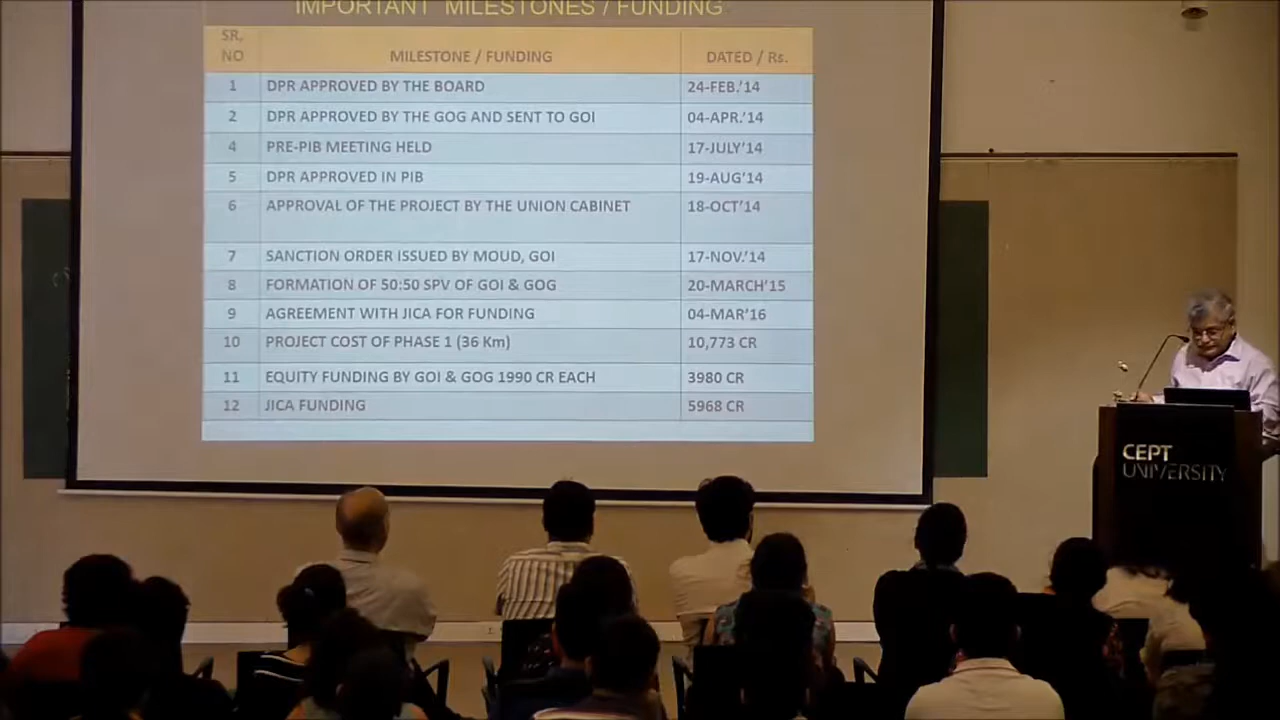 IMPORTANT MILESTONES / FUNDING
SR, NO MILESTONE / FUNDING DATED / Rs.
1 DPR APPROVED BY THE BOARD 24-FEB.'14
2 DPR APPROVED BY THE GOG AND SENT TO GOI 04-APR.'14
4 PRE-PIB MEETING HELD 17-JULY'14
5 DPR APPROVED IN PIB 19-AUG'14
6 APPROVAL OF THE PROJECT BY THE UNION CABINET 18-OCT'14
7 SANCTION ORDER ISSUED BY MOUD, GOI 17-NOV.'14
8 FORMATION OF 50:50 SPV OF GOI & GOG 20-MARCH'15
9 AGREEMENT WITH JICA FOR FUNDING 04-MAR'16
10 PROJECT COST OF PHASE 1 (36 Km) 10,773 CR
11 EQUITY FUNDING BY GOI & GOG 1990 CR EACH 3980 CR
12 JICA FUNDING 5968 CR
CEPT
UNIVERSITY